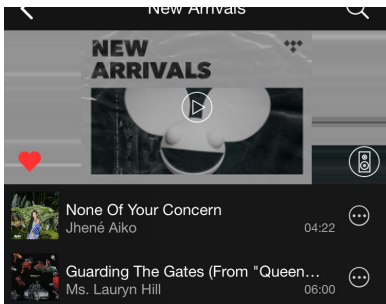 New Arrivals
NEW
ARRIVALS
None Of Your Concern
Jhené Aiko
04:22
Guarding The Gates (From "Queen…
Ms. Lauryn Hill
06:00